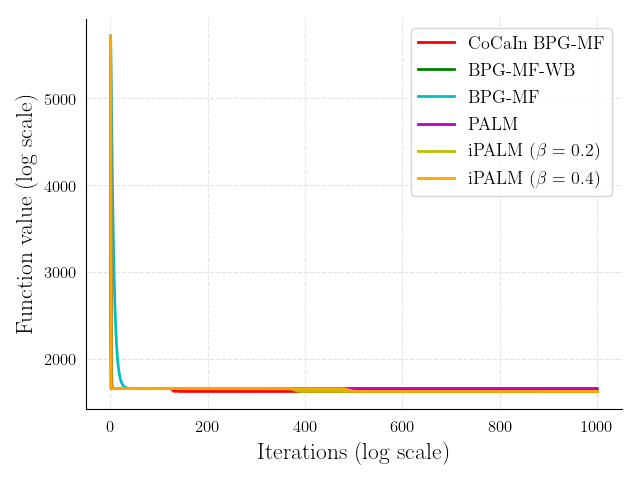 CoCaIn BPG-MF
BPG-MF-WB
BPG-MF
PALM
iPALM (β = 0.2)
iPALM (β = 0.4)
Function value (log scale)
5000
4000
3000
2000
0
200
400
600
800
1000
Iterations (log scale)